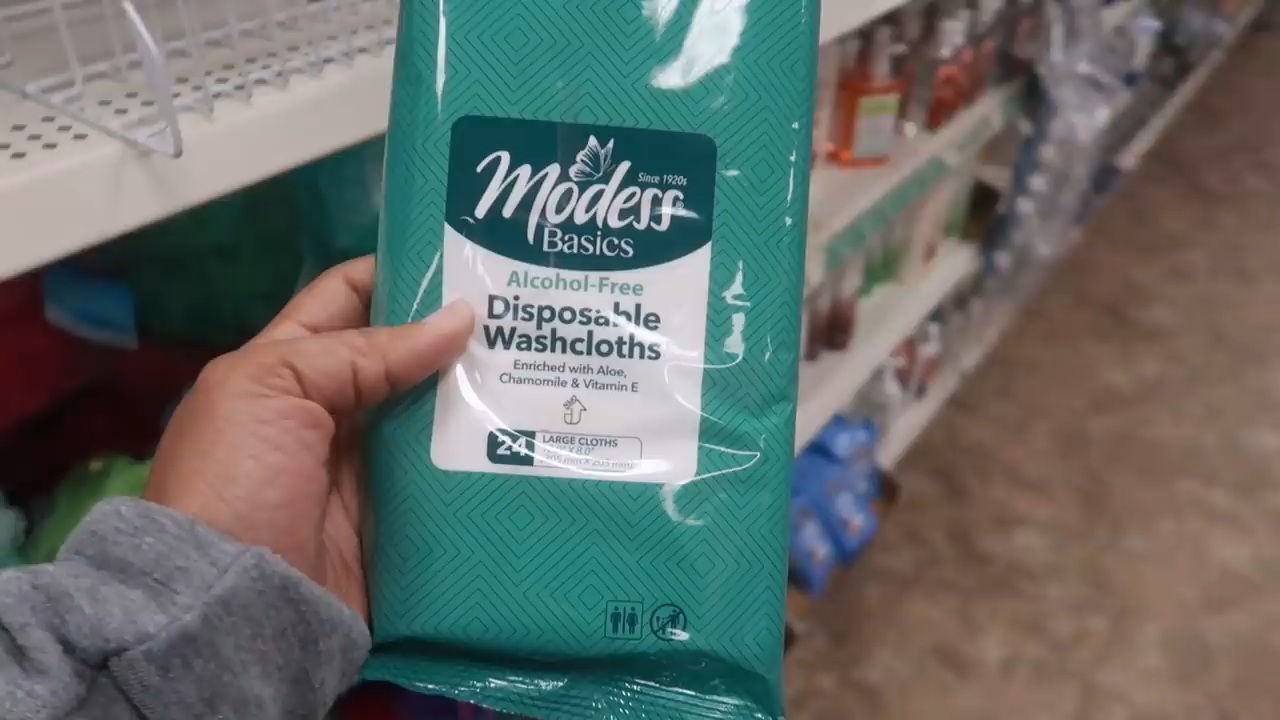 Since 1920s
Modess
Basics
Alcohol-Free
Disposable
Washcloths
Enriched with Aloe,
Chamomile & Vitamin E
24
LARGE CLOTHS